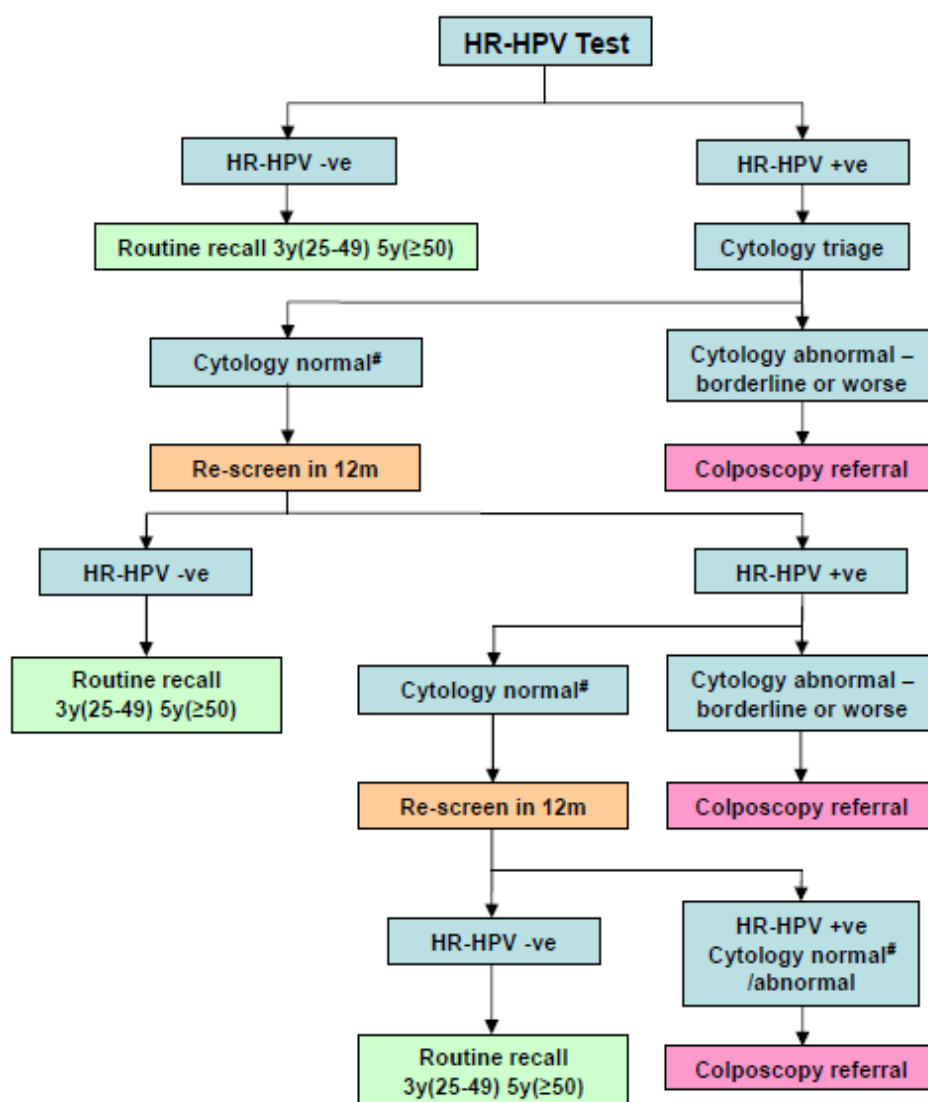 HR-HPV Test
HR-HPV -ve
HR-HPV +ve
Routine recall 3y(25-49) 5y(≥50)
Cytology triage
Cytology normal#
Cytology abnormal –
borderline or worse
Re-screen in 12m
Colposcopy referral
HR-HPV -ve
HR-HPV +ve
Routine recall
3y(25-49) 5y(≥50)
Cytology normal#
Cytology abnormal –
borderline or worse
Re-screen in 12m
Colposcopy referral
HR-HPV -ve
HR-HPV +ve
Cytology normal#
/abnormal
Routine recall
3y(25-49) 5y(≥50)
Colposcopy referral